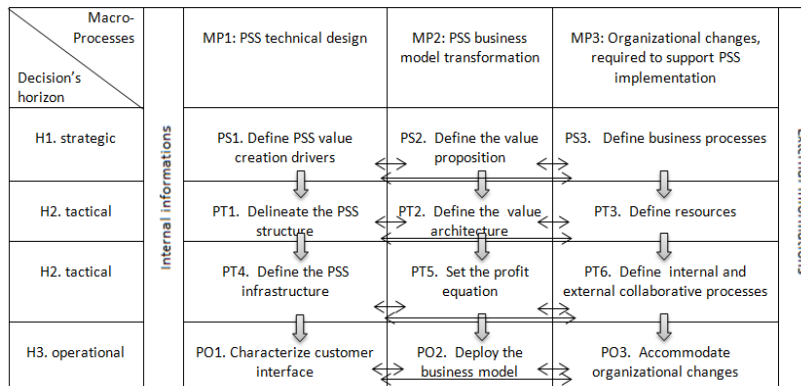 Macro-
Processes
Decision's
horizon
MP1: PSS technical design
MP2: PSS business
model transformation
MP3: Organizational changes,
required to support PSS
implementation
Internal informations
H1. strategic
PS1. Define PSS value
creation drivers
PS2. Define the value
proposition
PS3. Define business processes
H2. tactical
PT1. Delineate the PSS
structure
PT2. Define the value
architecture
PT3. Define resources
H2. tactical
PT4. Define the PSS
infrastructure
PT5. Set the profit
equation
PT6. Define internal and
external collaborative processes
H3. operational
PO1. Characterize customer
interface
PO2. Deploy the
business model
PO3. Accommodate
organizational changes